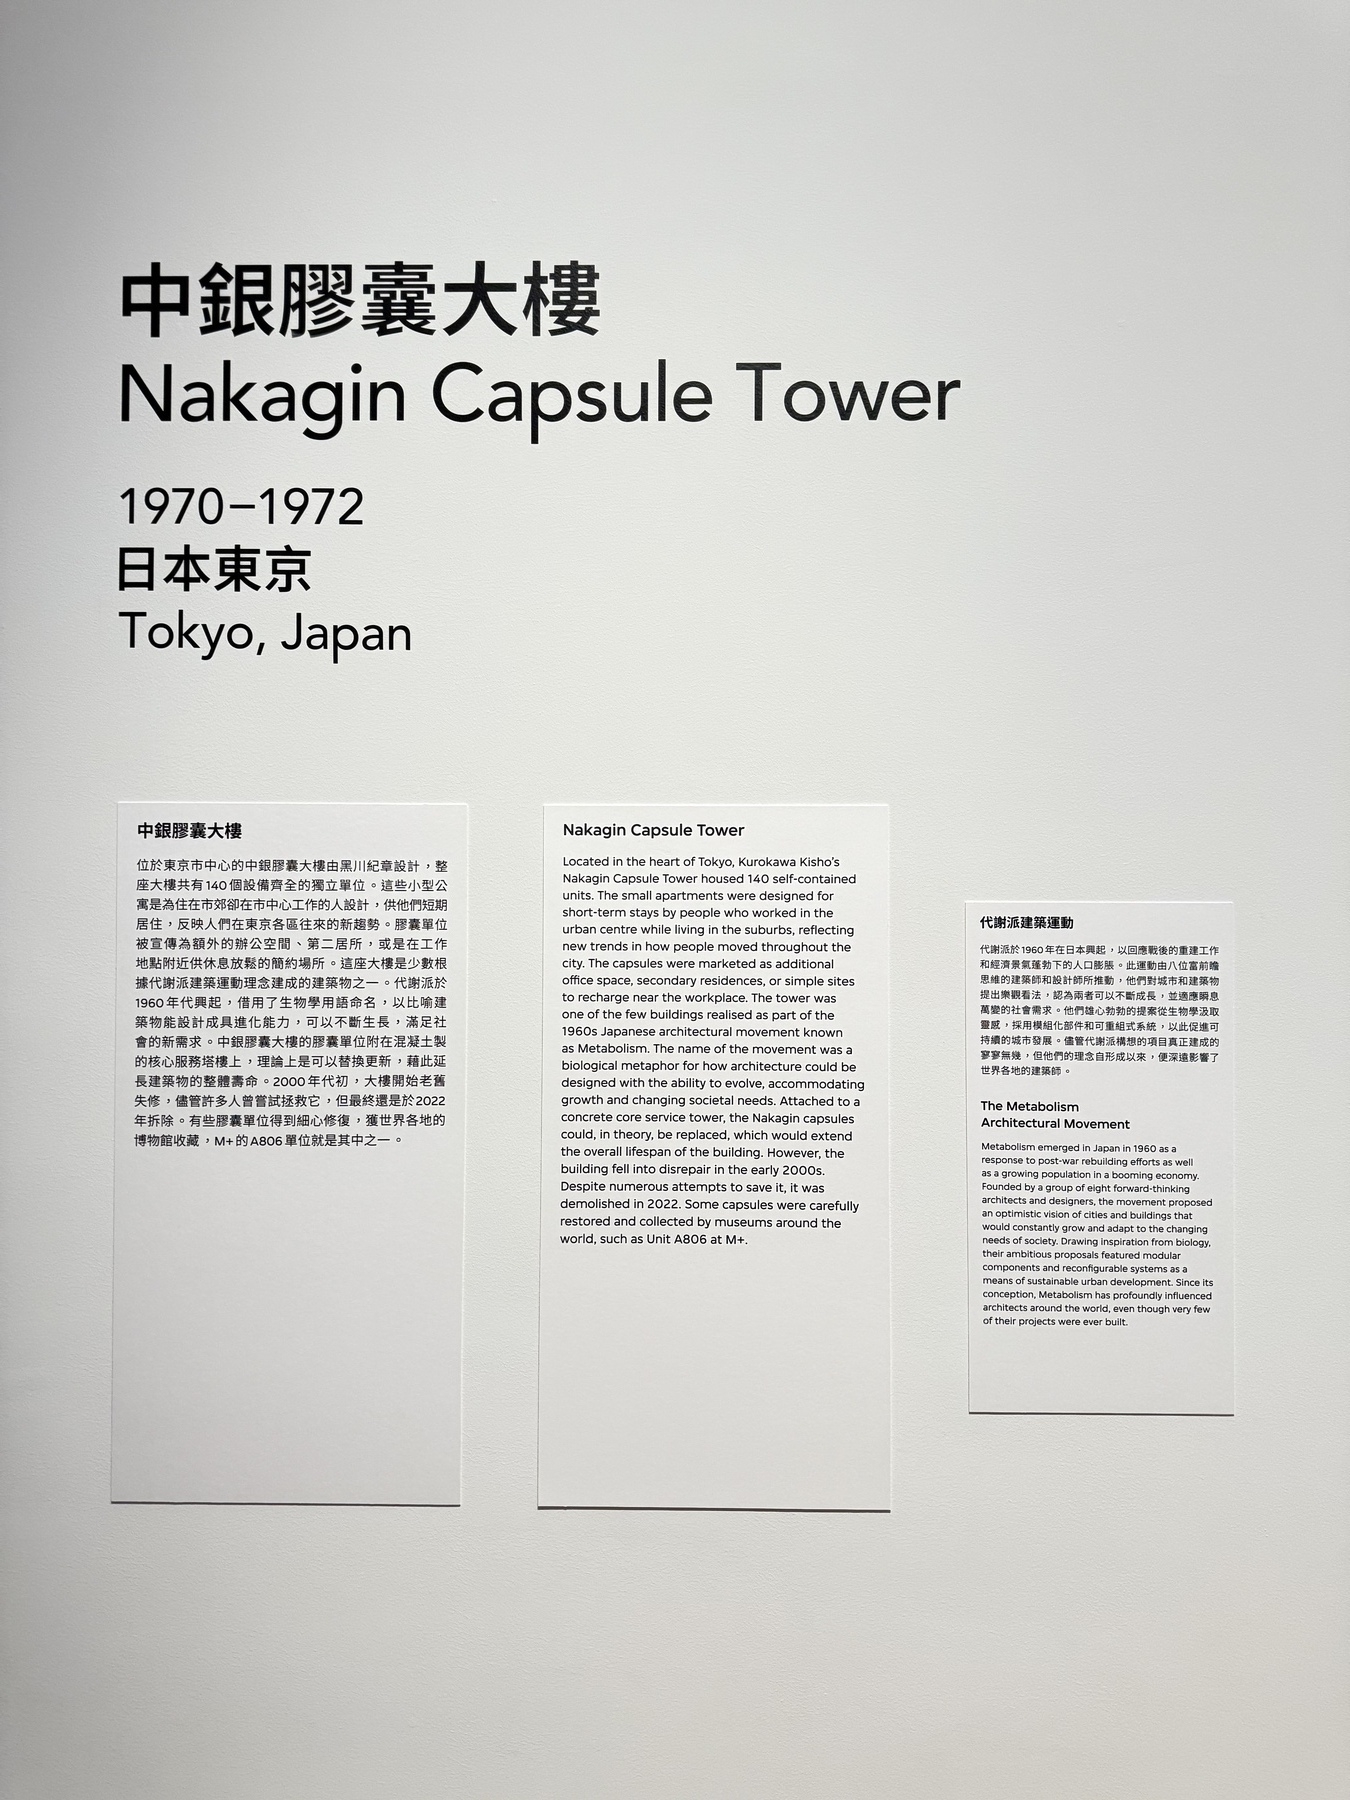 中銀膠囊大樓
Nakagin Capsule Tower
1970–1972
日本東京
Tokyo, Japan
中銀膠囊大樓
位於東京市中心的中銀膠囊大樓由黑川紀章設計，整
座大樓共有140個設備齊全的獨立單位。這些小型公
寓是為住在市郊卻在市中心工作的人設計，供他們短期
居住，反映人們在東京各區往來的新趨勢。膠囊單位
被宣傳為額外的辦公空間、第二居所，或是在工作
地點附近供休息放鬆的簡約場所。這座大樓是少數根
據代謝派建築運動理念建成的建築物之一。代謝派於
1960年代興起，借用了生物學用語命名，以比喻建
築物能設計成具進化能力，可以不斷生長，滿足社
會的新需求。中銀膠囊大樓的膠囊單位附在混凝土製
的核心服務塔樓上，理論上是可以替換更新，藉此延
長建築物的整體壽命。2000年代初，大樓開始老舊
失修，儘管許多人曾嘗試拯救它，但最終還是於2022
年拆除。有些膠囊單位得到細心修復，獲世界各地的
博物館收藏，M+的A806單位就是其中之一。
Nakagin Capsule Tower
Located in the heart of Tokyo, Kurokawa Kisho’s
Nakagin Capsule Tower housed 140 self-contained
units. The small apartments were designed for
short-term stays by people who worked in the
urban centre while living in the suburbs, reflecting
new trends in how people moved throughout the
city. The capsules were marketed as additional
office space, secondary residences, or simple sites
to recharge near the workplace. The tower was
one of the few buildings realised as part of the
1960s Japanese architectural movement known
as Metabolism. The name of the movement was a
biological metaphor for how architecture could be
designed with the ability to evolve, accommodating
growth and changing societal needs. Attached to a
concrete core service tower, the Nakagin capsules
could, in theory, be replaced, which would extend
the overall lifespan of the building. However, the
building fell into disrepair in the early 2000s.
Despite numerous attempts to save it, it was
demolished in 2022. Some capsules were carefully
restored and collected by museums around the
world, such as Unit A806 at M+.
代謝派建築運動
代謝派於1960年在日本興起，以回應戰後的重建工作
和經濟景氣蓬勃下的人口膨脹。此運動由八位富前瞻
思維的建築師和設計師所推動，他們對城市和建築物
提出樂觀看法，認為兩者可以不斷成長，並適應瞬息
萬變的社會需求。他們雄心勃勃的提案從生物學汲取
靈感，採用模組化部件和可重組式系統，以此促進可
持續的城市發展。儘管代謝派構想的項目真正建成的
寥寥無幾，但他們的理念自形成以來，便深遠影響了
世界各地的建築師。
The Metabolism
Architectural Movement
Metabolism emerged in Japan in 1960 as a
response to post-war rebuilding efforts as well
as a growing population in a booming economy.
Founded by a group of eight forward-thinking
architects and designers, the movement proposed
an optimistic vision of cities and buildings that
would constantly grow and adapt to the changing
needs of society. Drawing inspiration from biology,
their ambitious proposals featured modular
components and reconfigurable systems as a
means of sustainable urban development. Since its
conception, Metabolism has profoundly influenced
architects around the world, even though very few
of their projects were ever built.